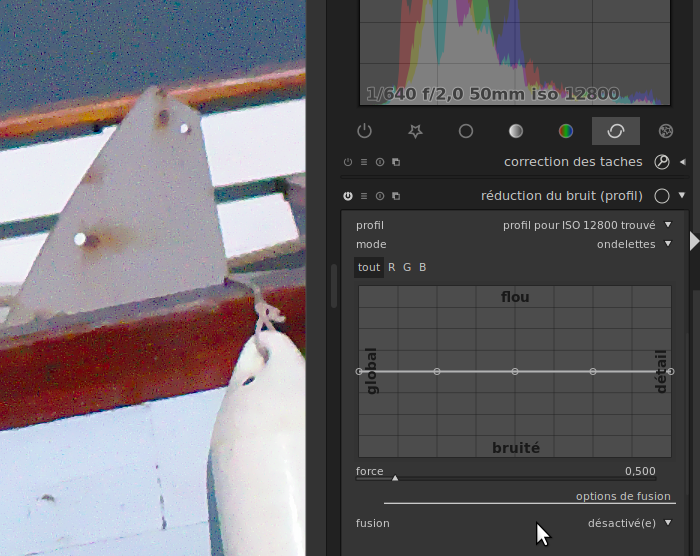 1/640 f/2,0 50mm iso 12800
correction des taches
réduction du bruit (profil)
profil profil pour ISO 12800 trouvé
mode ondelettes
tout R G B
flou
global
détail
bruité
force 0,500
options de fusion
fusion désactivé(e)